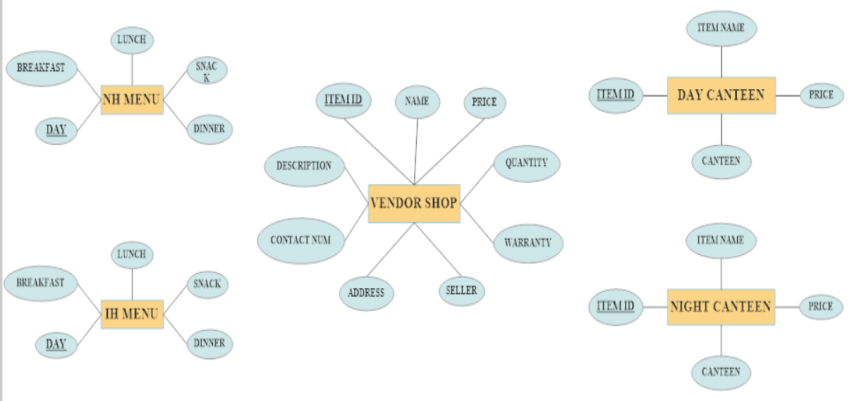 LUNCH
BREAKFAST
SNAC
K
NH MENU
DAY
DINNER
LUNCH
BREAKFAST
SNACK
IH MENU
DAY
DINNER
ITEM ID
NAME
PRICE
DESCRIPTION
QUANTITY
VENDOR SHOP
CONTACT NUM
WARRANTY
ADDRESS
SELLER
ITEM NAME
ITEM ID
DAY CANTEEN
PRICE
CANTEEN
ITEM NAME
ITEM ID
NIGHT CANTEEN
PRICE
CANTEEN